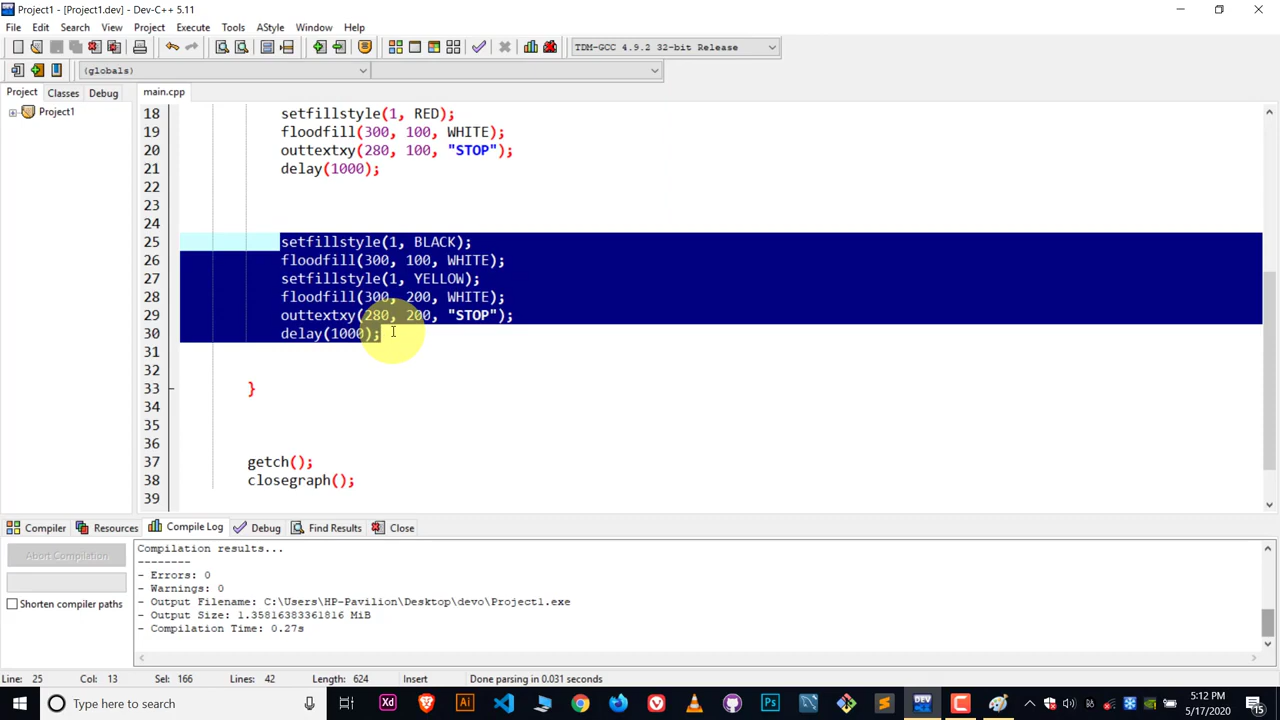 Project1 - [Project1.dev] - Dev-C++ 5.11
File Edit Search View Project Execute Tools AStyle Window Help
TDM-GCC 4.9.2 32-bit Release
(globals)
Project Classes Debug main.cpp
Project1
18 setfillstyle(1, RED);
19 floodfill(300, 100, WHITE);
20 outtextxy(280, 100, "STOP");
21 delay(1000);
22
23
24
25 setfillstyle(1, BLACK);
26 floodfill(300, 100, WHITE);
27 setfillstyle(1, YELLOW);
28 floodfill(300, 200, WHITE);
29 outtextxy(280, 200, "STOP");
30 delay(1000);
31
32
33 }
34
35
36
37 getch();
38 closegraph();
39
Compiler Resources Compile Log Debug Find Results Close
Abort Compilation
Shorten compiler paths
Compilation results...
--------
- Errors: 0
- Warnings: 0
- Output Filename: C:\Users\HP-Pavilion\Desktop\devo\Project1.exe
- Output Size: 1.35816383361816 MiB
- Compilation Time: 0.27s
Line: 25 Col: 13 Sel: 166 Lines: 42 Length: 624 Insert Done parsing in 0.031 seconds
Type here to search
Xd
Ai
Ps
DEV
5:12 PM
5/17/2020
15